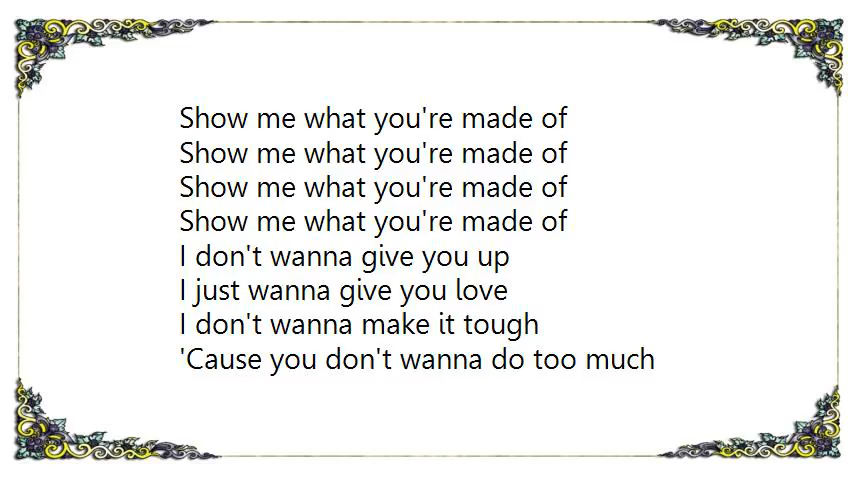 Show me what you're made of
Show me what you're made of
Show me what you're made of
Show me what you're made of
I don't wanna give you up
I just wanna give you love
I don't wanna make it tough
'Cause you don't wanna do too much